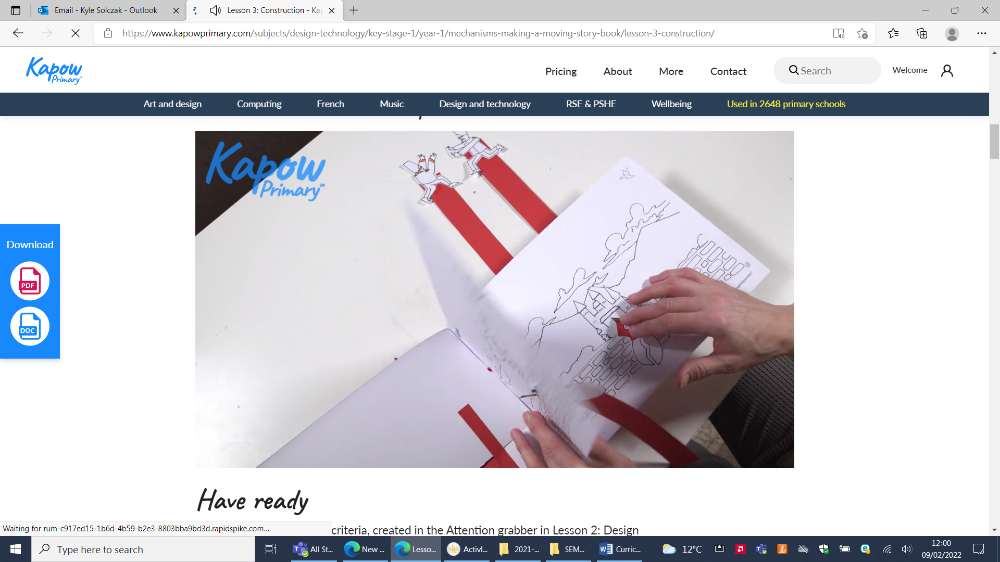 Email - Kyle Solczak - Outlook
Lesson 3: Construction - Kap
https://www.kapowprimary.com/subjects/design-technology/key-stage-1/year-1/mechanisms-making-a-moving-story-book/lesson-3-construction/
Kapow
Primary™
Pricing
About
More
Contact
Search
Welcome
Art and design
Computing
French
Music
Design and technology
RSE & PSHE
Wellbeing
Used in 2648 primary schools
Kapow
Primary™
Download
PDF
DOC
Have ready
criteria, created in the Attention grabber in Lesson 2: Design
Waiting for rum-c917ed15-1b6d-4b59-b2e3-8803bba9bd3d.rapidspike.com...
Type here to search
All St...
New ...
Lesso...
ActivI...
2021-...
SEM...
Curric...
12°C
12:00
09/02/2022